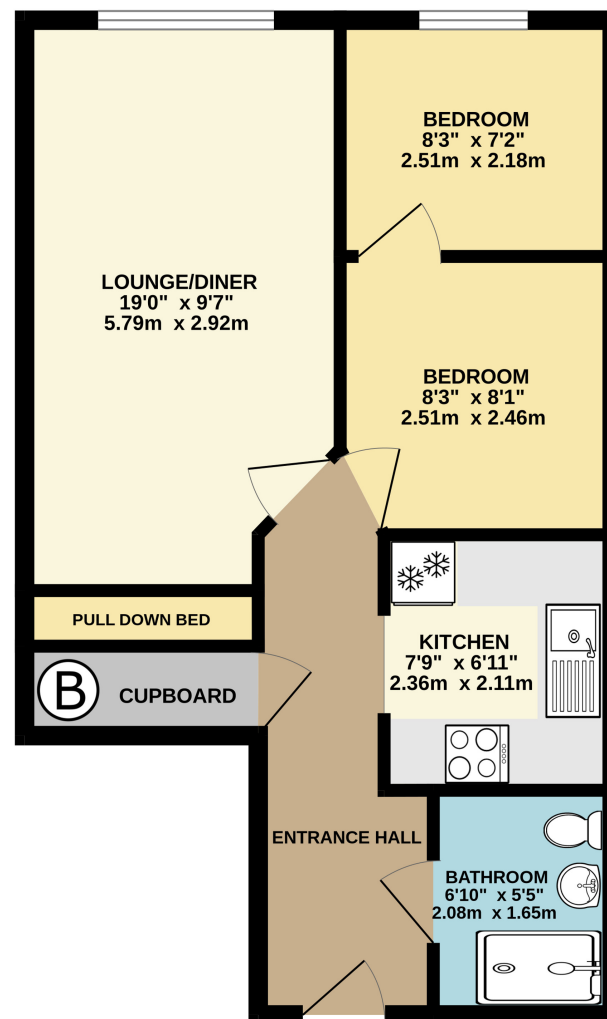 BEDROOM
8'3"  x 7'2"
2.51m  x 2.18m
LOUNGE/DINER
19'0"  x 9'7"
5.79m  x 2.92m
BEDROOM
8'3"  x 8'1"
2.51m  x 2.46m
PULL DOWN BED
KITCHEN
7'9"  x 6'11"
2.36m  x 2.11m
B
CUPBOARD
ENTRANCE HALL
BATHROOM
6'10"  x 5'5"
2.08m  x 1.65m